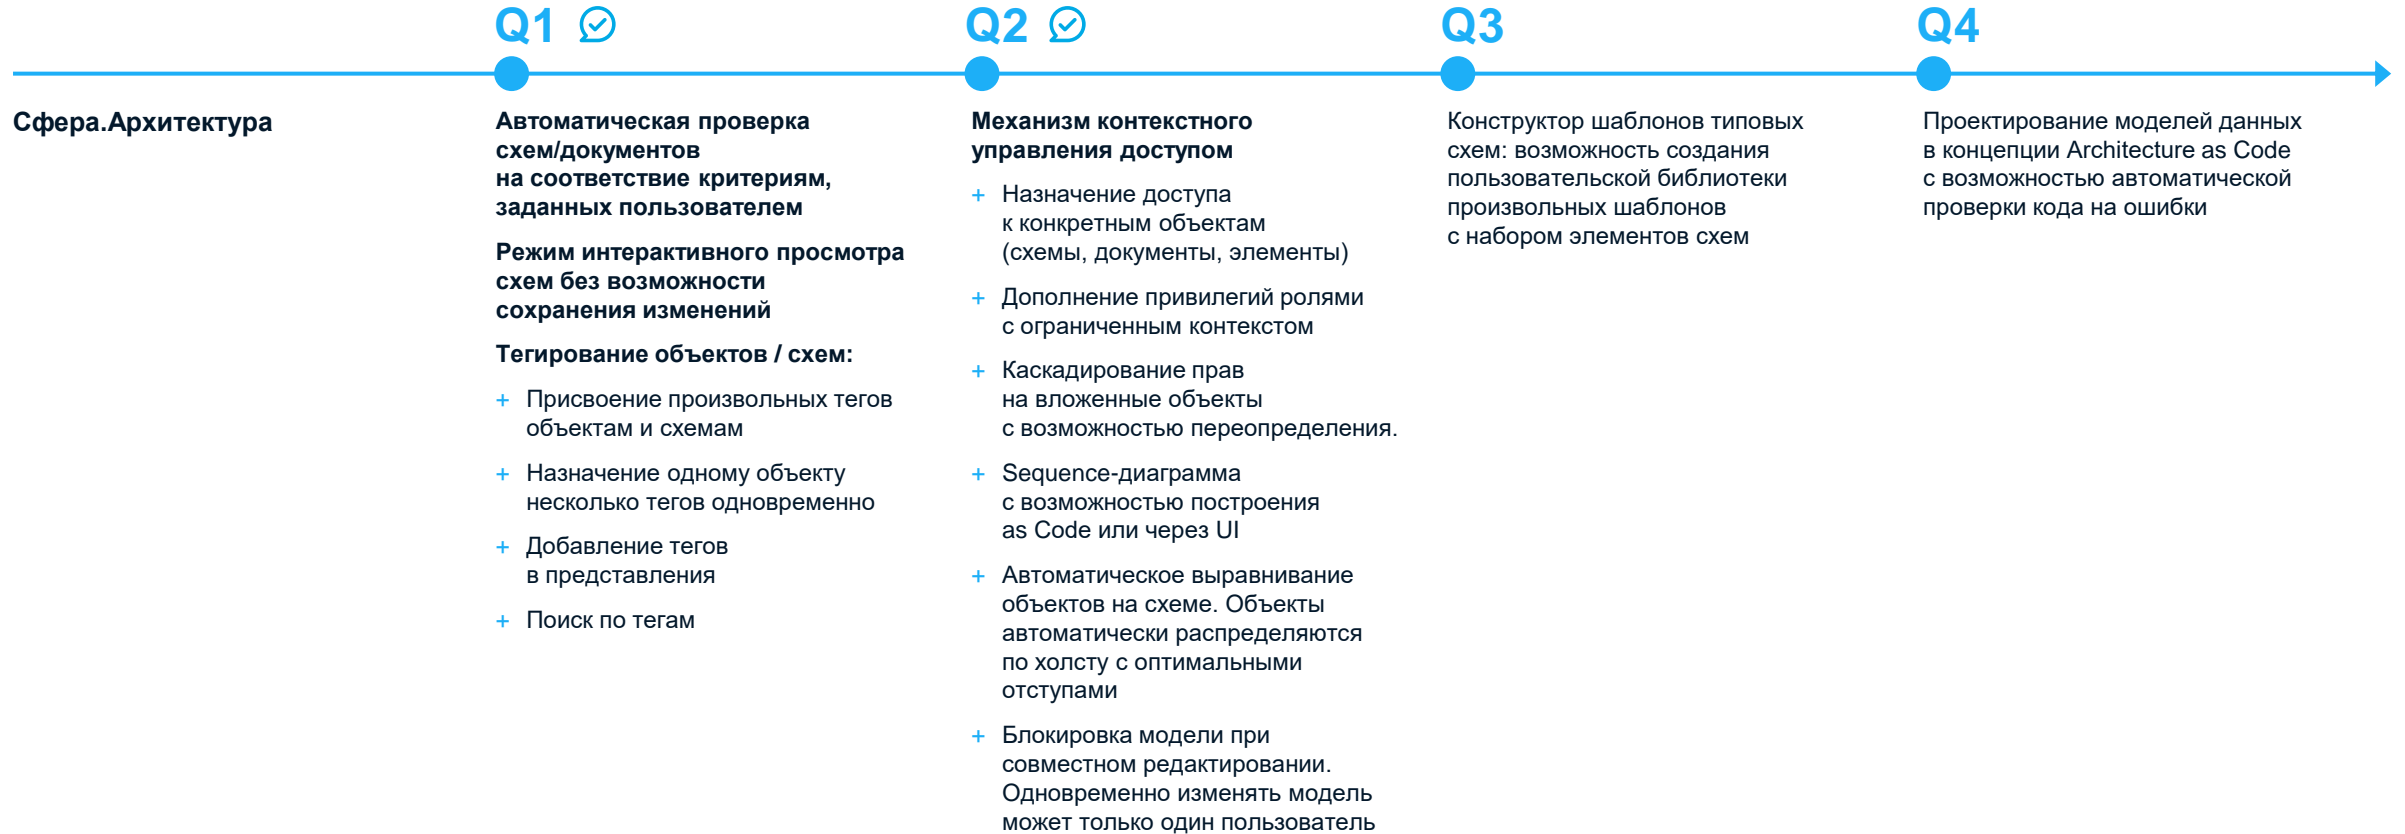 Q1
Q2
Q3
Q4
Сфера.Архитектура
Автоматическая проверка
схем/документов
на соответствие критериям,
заданных пользователем
Режим интерактивного просмотра
схем без возможности
сохранения изменений
Тегирование объектов / схем:
+ Присвоение произвольных тегов
объектам и схемам
+ Назначение одному объекту
несколько тегов одновременно
+ Добавление тегов
в представления
+ Поиск по тегам
Механизм контекстного
управления доступом
+ Назначение доступа
к конкретным объектам
(схемы, документы, элементы)
+ Дополнение привилегий ролями
с ограниченным контекстом
+ Каскадирование прав
на вложенные объекты
с возможностью переопределения.
+ Sequence-диаграмма
с возможностью построения
as Code или через UI
+ Автоматическое выравнивание
объектов на схеме. Объекты
автоматически распределяются
по холсту с оптимальными
отступами
+ Блокировка модели при
совместном редактировании.
Одновременно изменять модель
может только один пользователь
Конструктор шаблонов типовых
схем: возможность создания
пользовательской библиотеки
произвольных шаблонов
с набором элементов схем
Проектирование моделей данных
в концепции Architecture as Code
с возможностью автоматической
проверки кода на ошибки